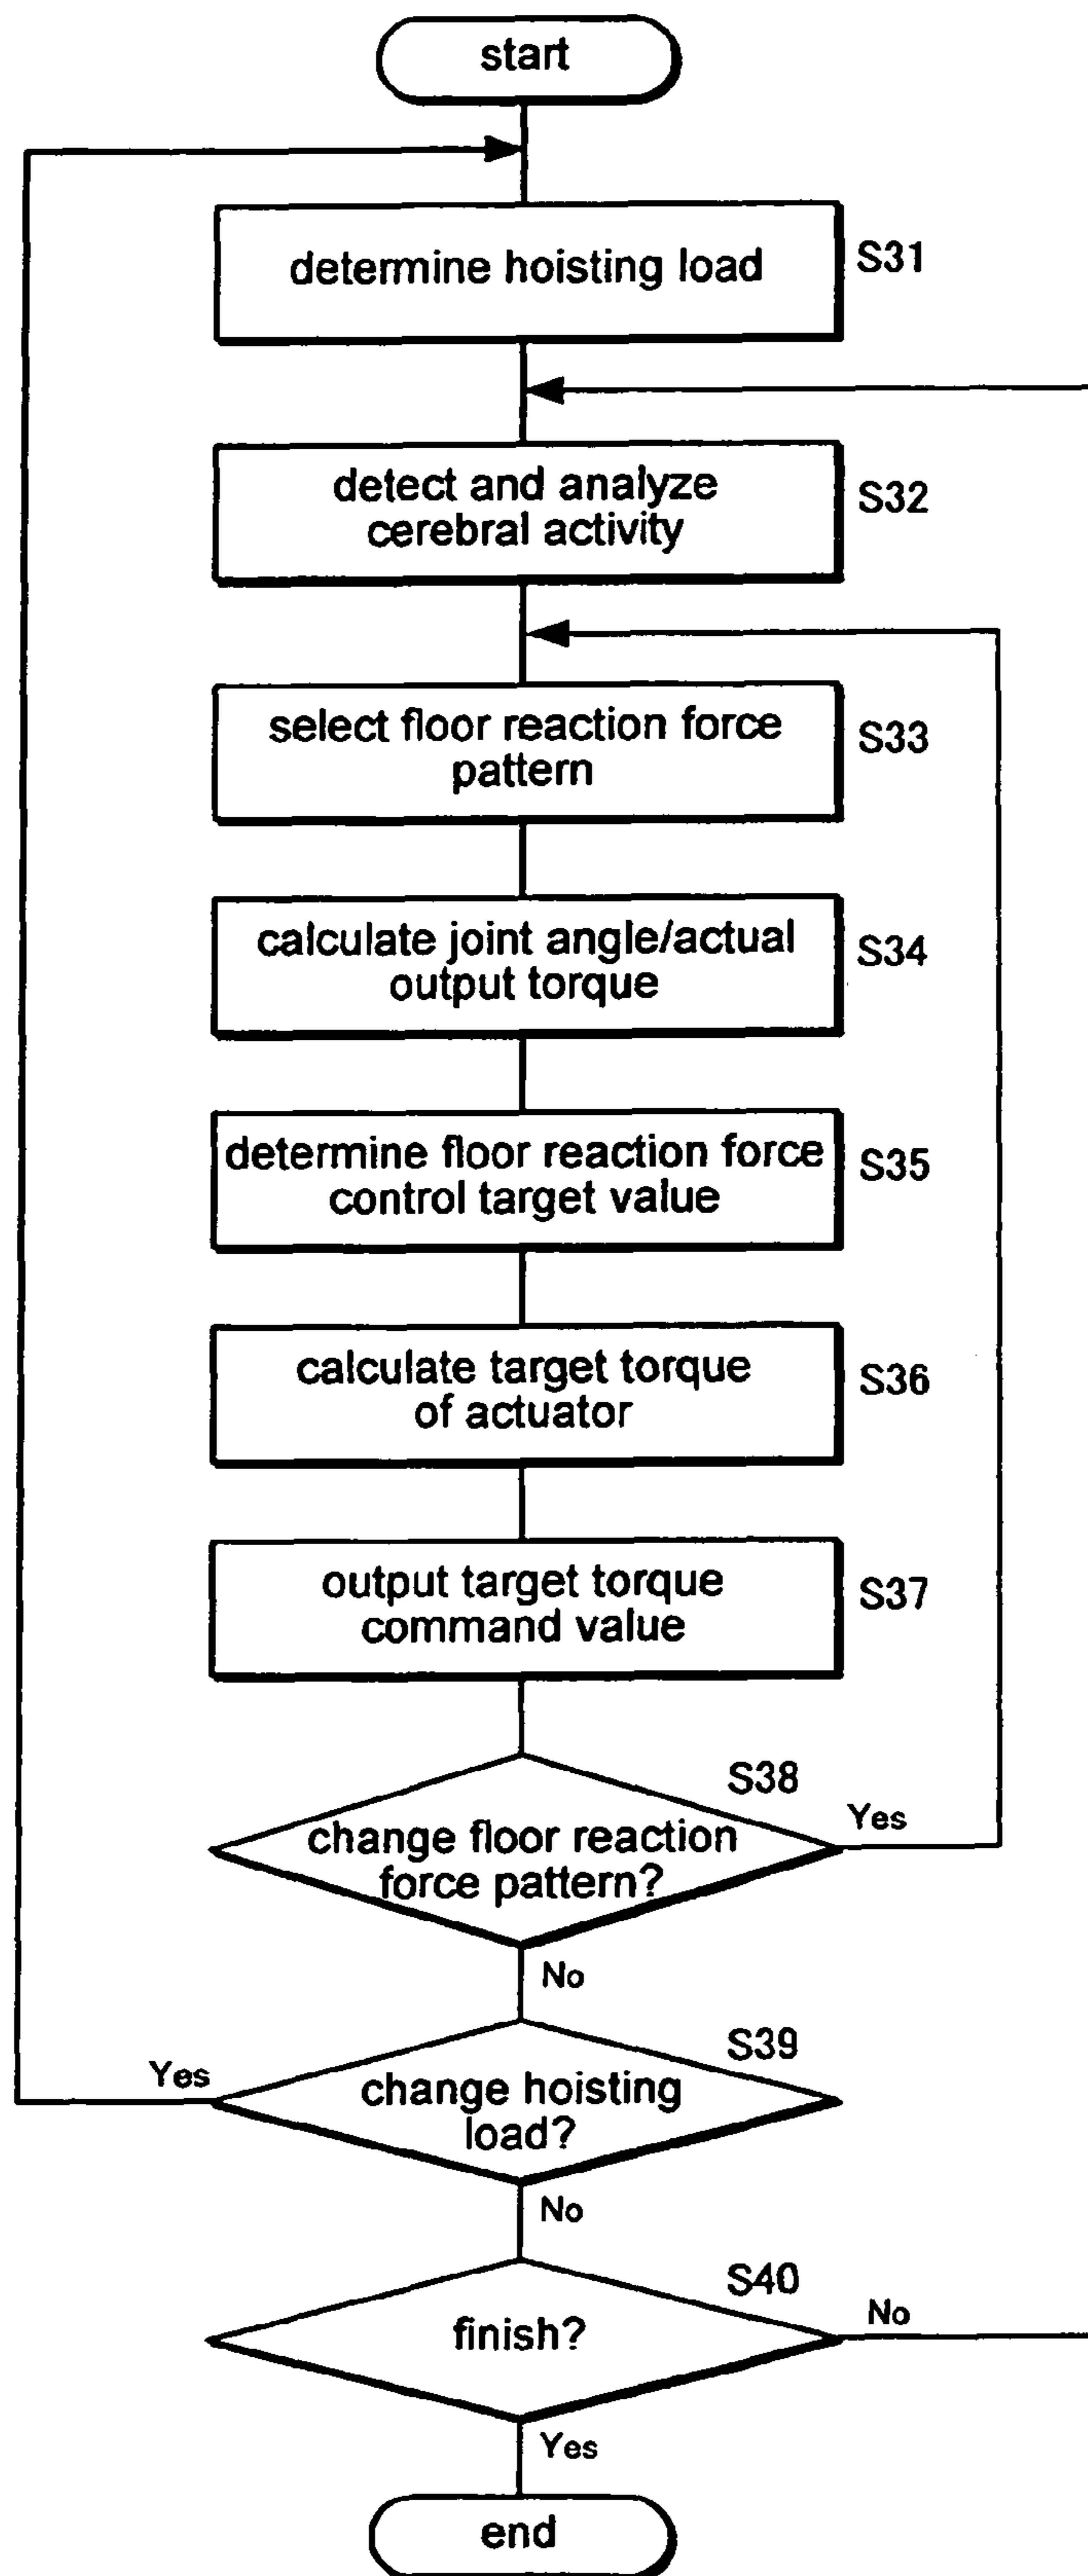 start
determine hoisting load
S31
detect and analyze
cerebral activity
S32
select floor reaction force
pattern
S33
calculate joint angle/actual
output torque
S34
determine floor reaction force
control target value
S35
calculate target torque
of actuator
S36
output target torque
command value
S37
S38
change floor reaction
force pattern?
Yes
No
S39
Yes
change hoisting
load?
No
S40
finish?
No
Yes
end